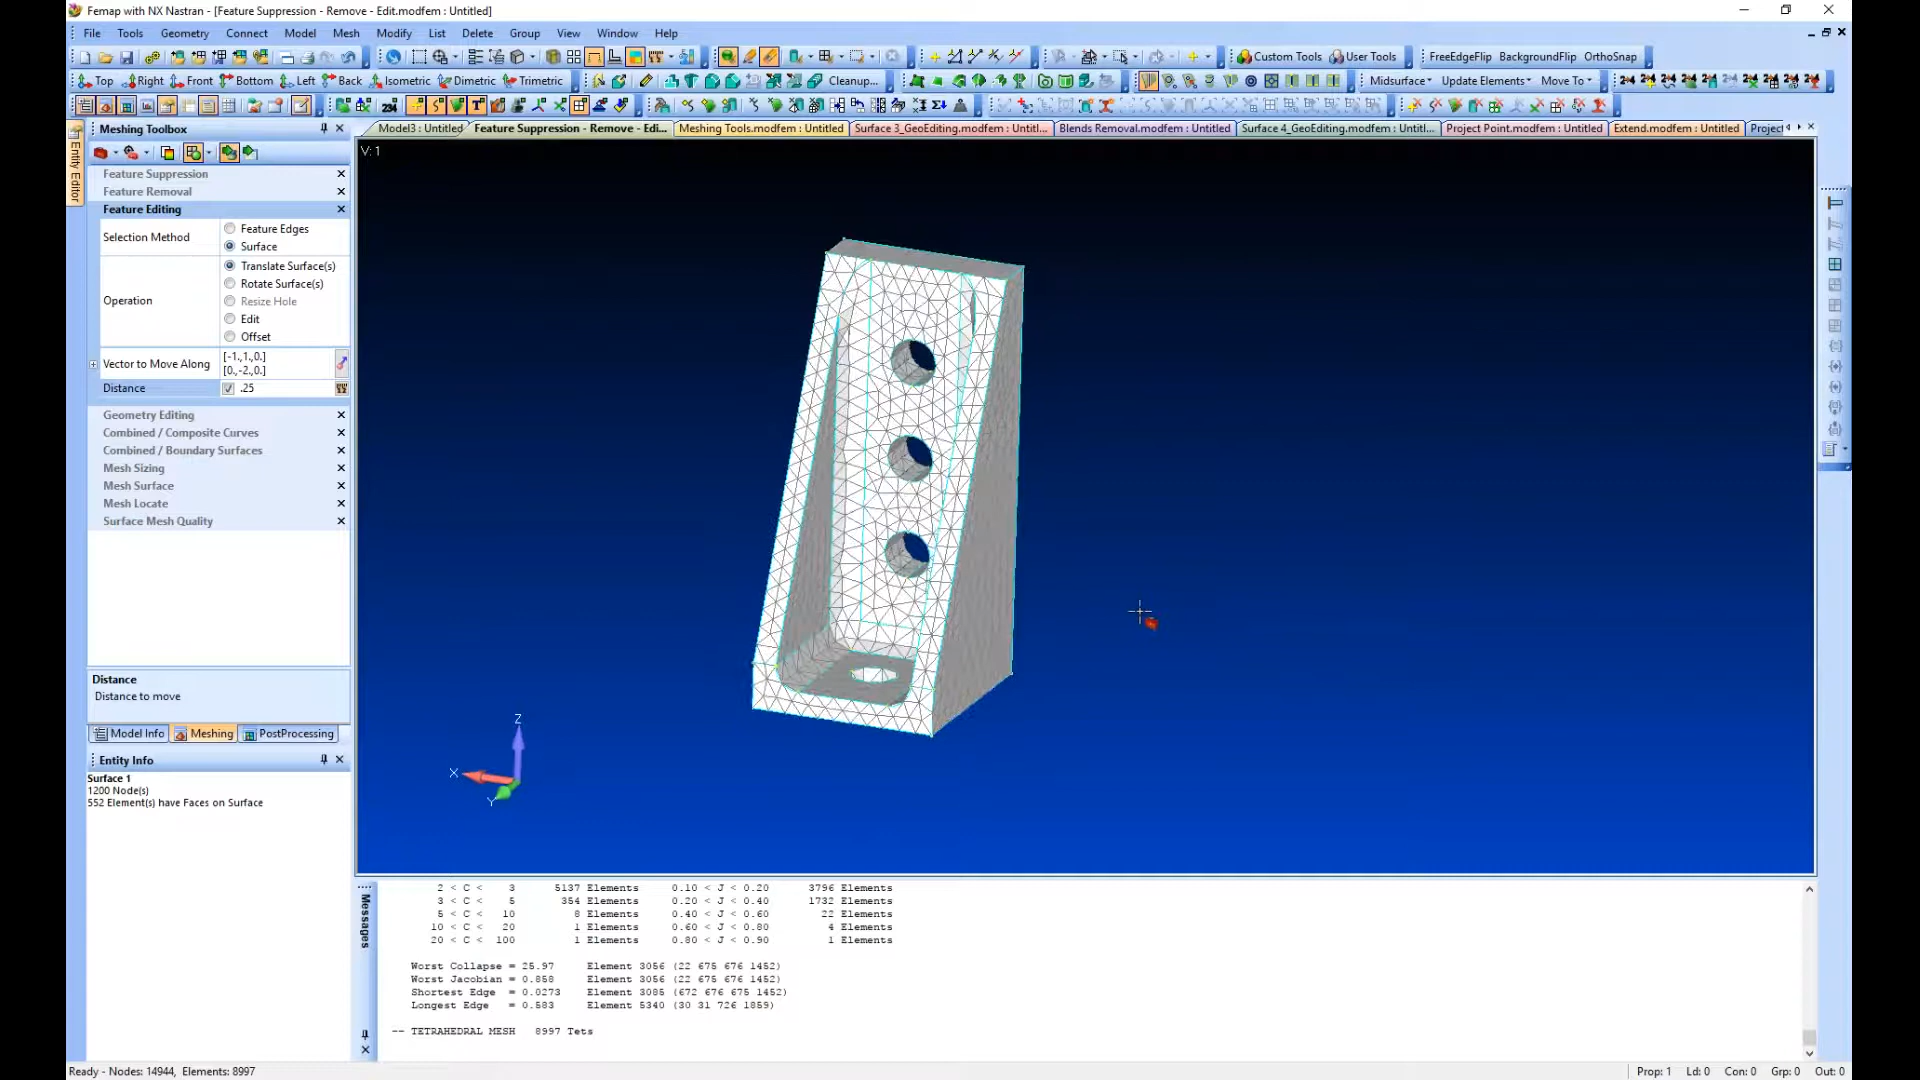 Femap with NX Nastran - [Feature Suppression - Remove - Edit.modfem : Untitled]
File Tools Geometry Connect Model Mesh Modify List Delete Group View Window Help
Custom Tools User Tools FreeEdgeFlip BackgroundFlip OrthoSnap
Top Right Front Bottom Left Back Isometric Dimetric Trimetric Cleanup... Midsurface Update Elements Move To
234
Meshing Toolbox
Model3 : Untitled Feature Suppression - Remove - Edi... Meshing Tools.modfem : Untitled Surface 3_GeoEditing.modfem : Untitl... Blends Removal.modfem : Untitled Surface 4_GeoEditing.modfem : Untitl... Project Point.modfem : Untitled Extend.modfem : Untitled Project
Entity Editor
V: 1
Feature Suppression
Feature Removal
Feature Editing
Selection Method
Feature Edges
Surface
Operation
Translate Surface(s)
Rotate Surface(s)
Resize Hole
Edit
Offset
Vector to Move Along
[-1.,1.,0.]
[0.,-2.,0.]
Distance .25
Geometry Editing
Combined / Composite Curves
Combined / Boundary Surfaces
Mesh Sizing
Mesh Surface
Mesh Locate
Surface Mesh Quality
Distance
Distance to move
Model Info Meshing PostProcessing
Entity Info
Surface 1
1200 Node(s)
552 Element(s) have Faces on Surface
Z
X
Y
Messages
2 < C < 3 5137 Elements 0.10 < J < 0.20 3796 Elements
3 < C < 5 354 Elements 0.20 < J < 0.40 1732 Elements
5 < C < 10 8 Elements 0.40 < J < 0.60 22 Elements
10 < C < 20 1 Elements 0.60 < J < 0.80 4 Elements
20 < C < 100 1 Elements 0.80 < J < 0.90 1 Elements
Worst Collapse = 25.97 Element 3056 (22 675 676 1452)
Worst Jacobian = 0.858 Element 3056 (22 675 676 1452)
Shortest Edge = 0.0273 Element 3085 (672 676 675 1452)
Longest Edge = 0.583 Element 5340 (30 31 726 1859)
-- TETRAHEDRAL MESH 8997 Tets
Ready - Nodes: 14944, Elements: 8997
Prop: 1 Ld: 0 Con: 0 Grp: 0 Out: 0